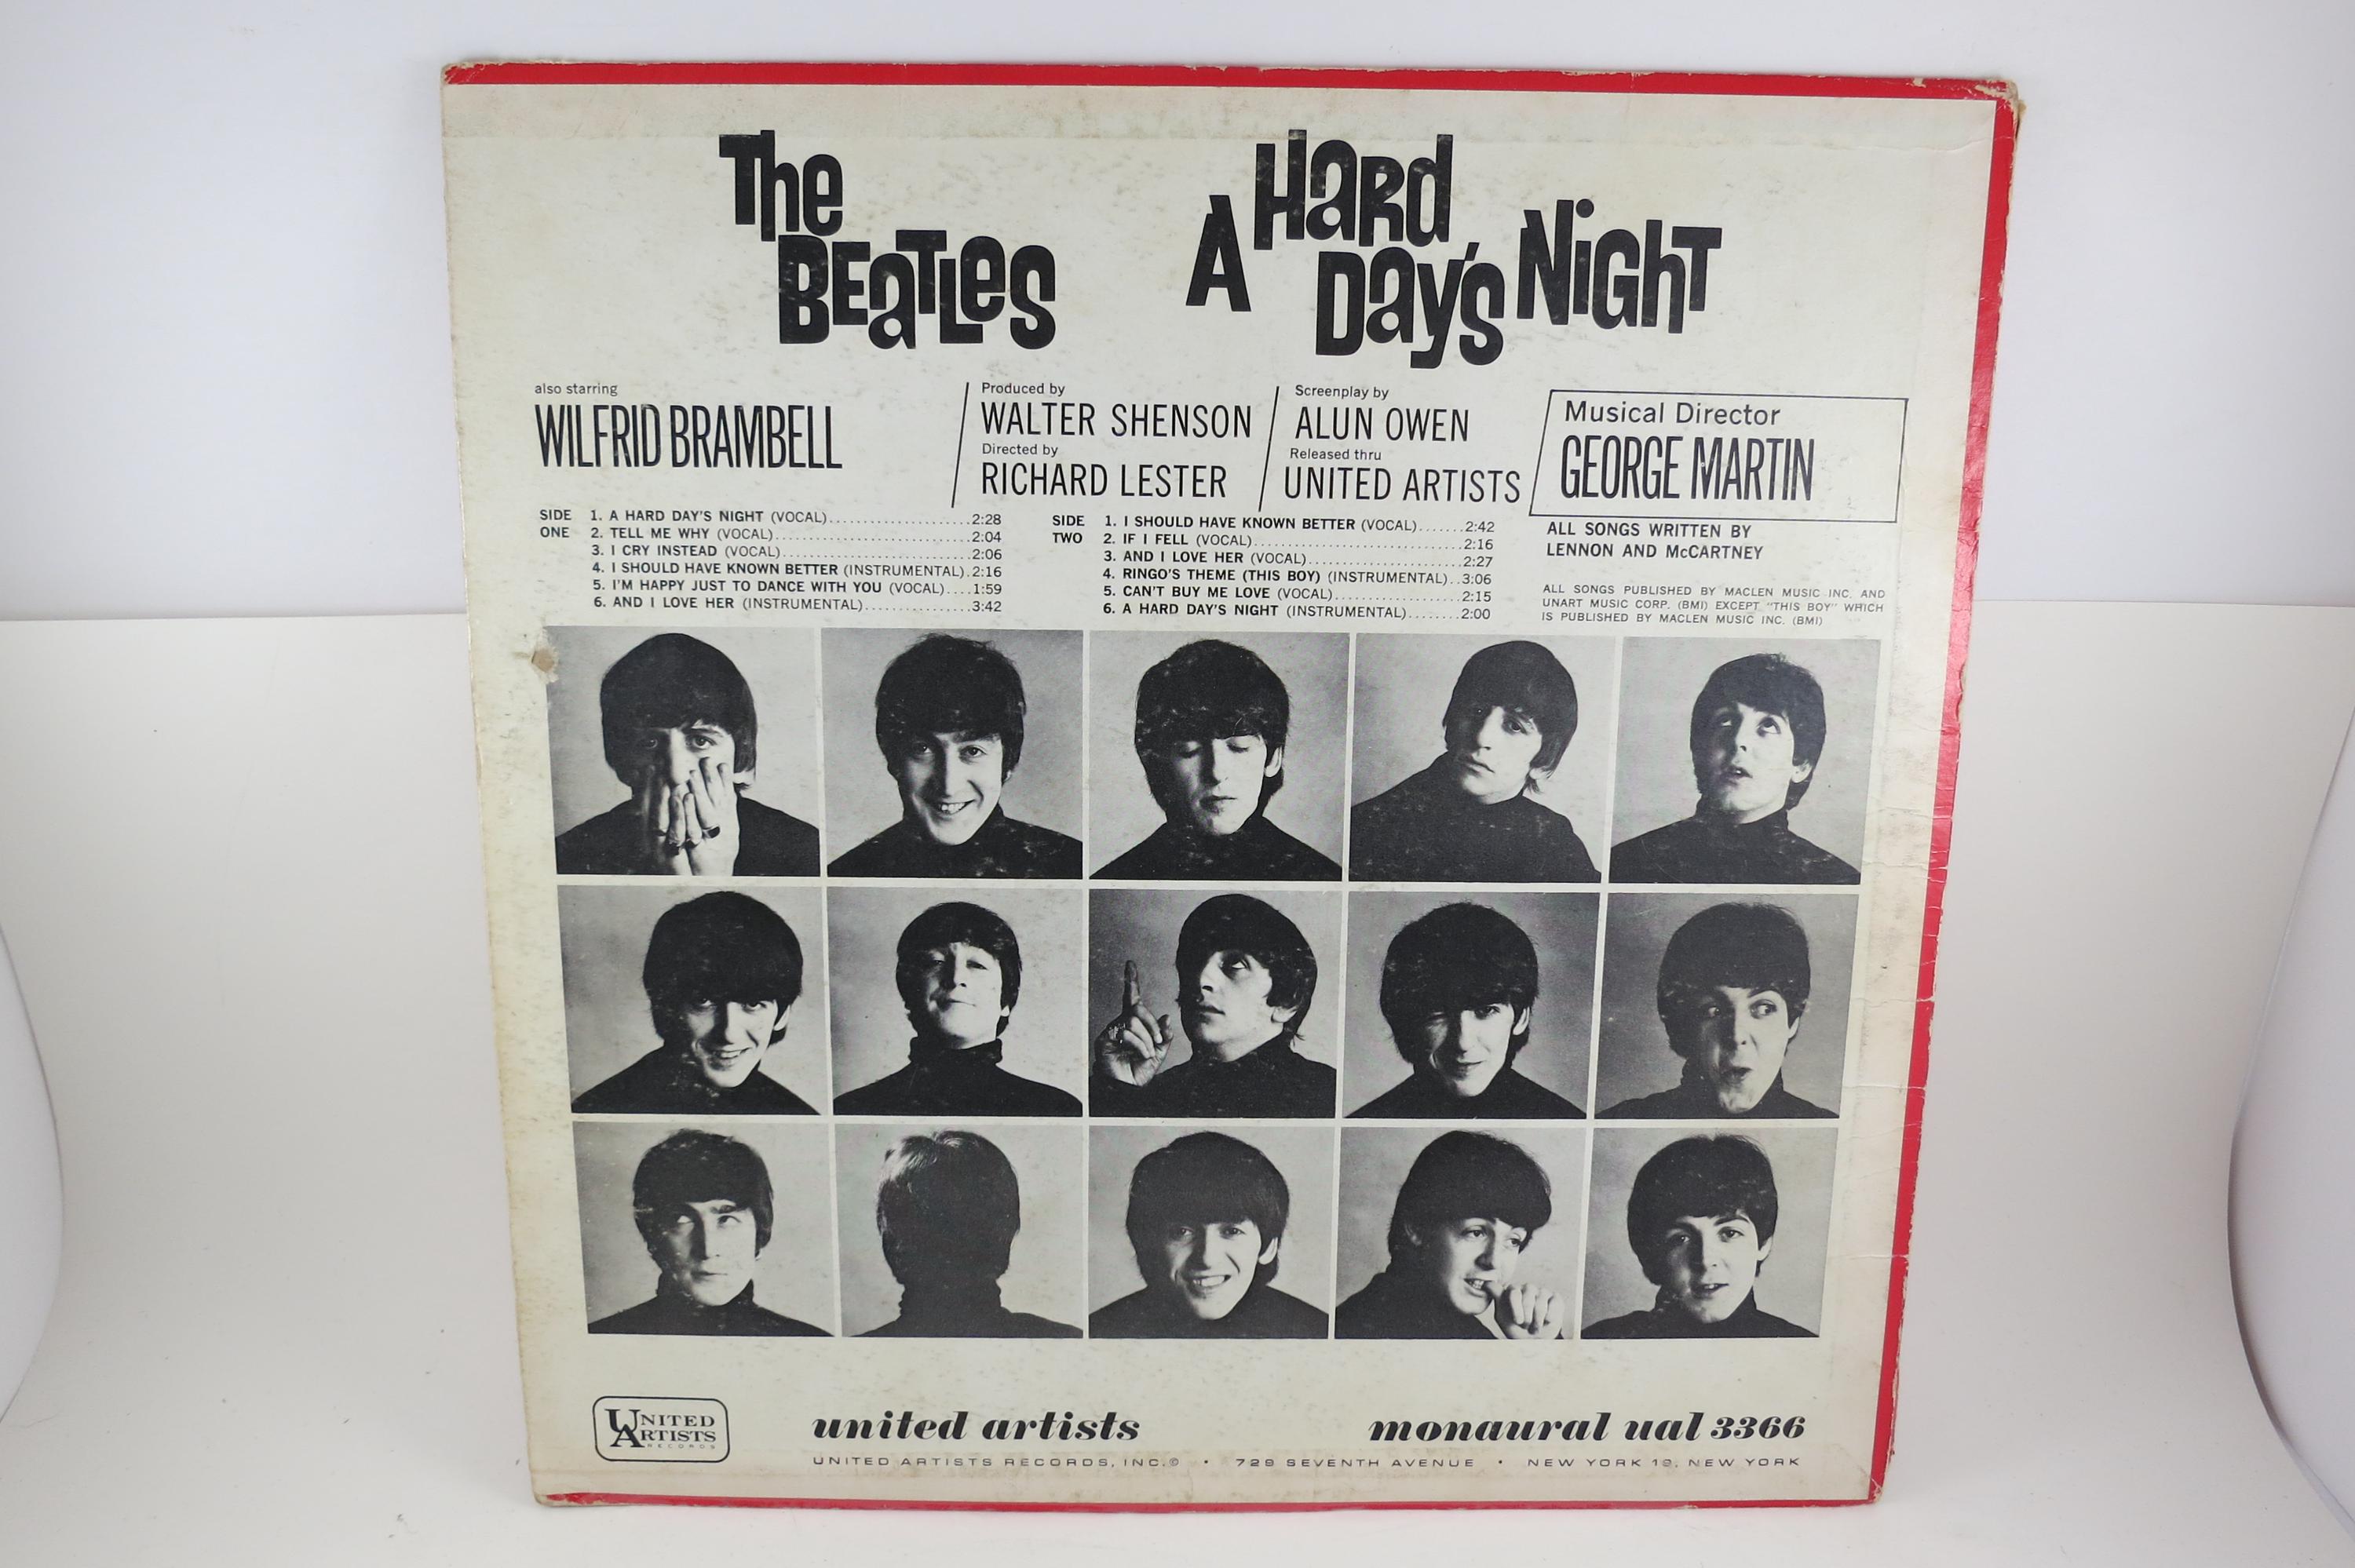 The BEATLES
A HARD DAY'S NIGHT
also starring
WILFRID BRAMBELL
Produced by
WALTER SHENSON
Directed by
RICHARD LESTER
Screenplay by
ALUN OWEN
Released thru
UNITED ARTISTS
Musical Director
GEORGE MARTIN
SIDE ONE
1. A HARD DAY'S NIGHT (VOCAL)......................2:28
2. TELL ME WHY (VOCAL)..............................2:04
3. I CRY INSTEAD (VOCAL).............................2:06
4. I SHOULD HAVE KNOWN BETTER (INSTRUMENTAL).2:16
5. I'M HAPPY JUST TO DANCE WITH YOU (VOCAL)....1:59
6. AND I LOVE HER (INSTRUMENTAL)................3:42
SIDE TWO
1. I SHOULD HAVE KNOWN BETTER (VOCAL).......2:42
2. IF I FELL (VOCAL)..................................2:16
3. AND I LOVE HER (VOCAL)..........................2:27
4. RINGO'S THEME (THIS BOY) (INSTRUMENTAL)..3:06
5. CAN'T BUY ME LOVE (VOCAL).....................2:15
6. A HARD DAY'S NIGHT (INSTRUMENTAL)........2:00
ALL SONGS WRITTEN BY
LENNON AND McCARTNEY
ALL SONGS PUBLISHED BY MACLEN MUSIC INC. AND
UNART MUSIC CORP. (BMI) EXCEPT "THIS BOY" WHICH
IS PUBLISHED BY MACLEN MUSIC INC. (BMI)
UNITED
ARTISTS
RECORDS
united artists
monaural ual 3366
UNITED ARTISTS RECORDS, INC.© • 729 SEVENTH AVENUE • NEW YORK 19, NEW YORK